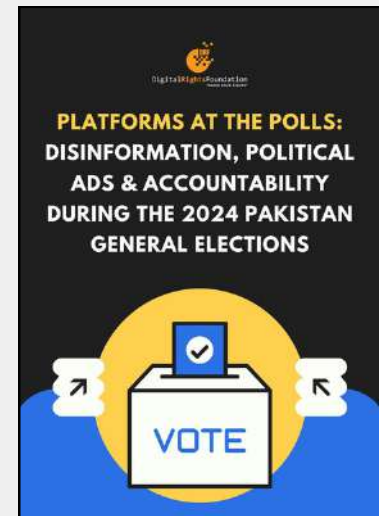 DigitalRightsFoundation
PLATFORMS AT THE POLLS:
DISINFORMATION, POLITICAL
ADS & ACCOUNTABILITY
DURING THE 2024 PAKISTAN
GENERAL ELECTIONS
VOTE